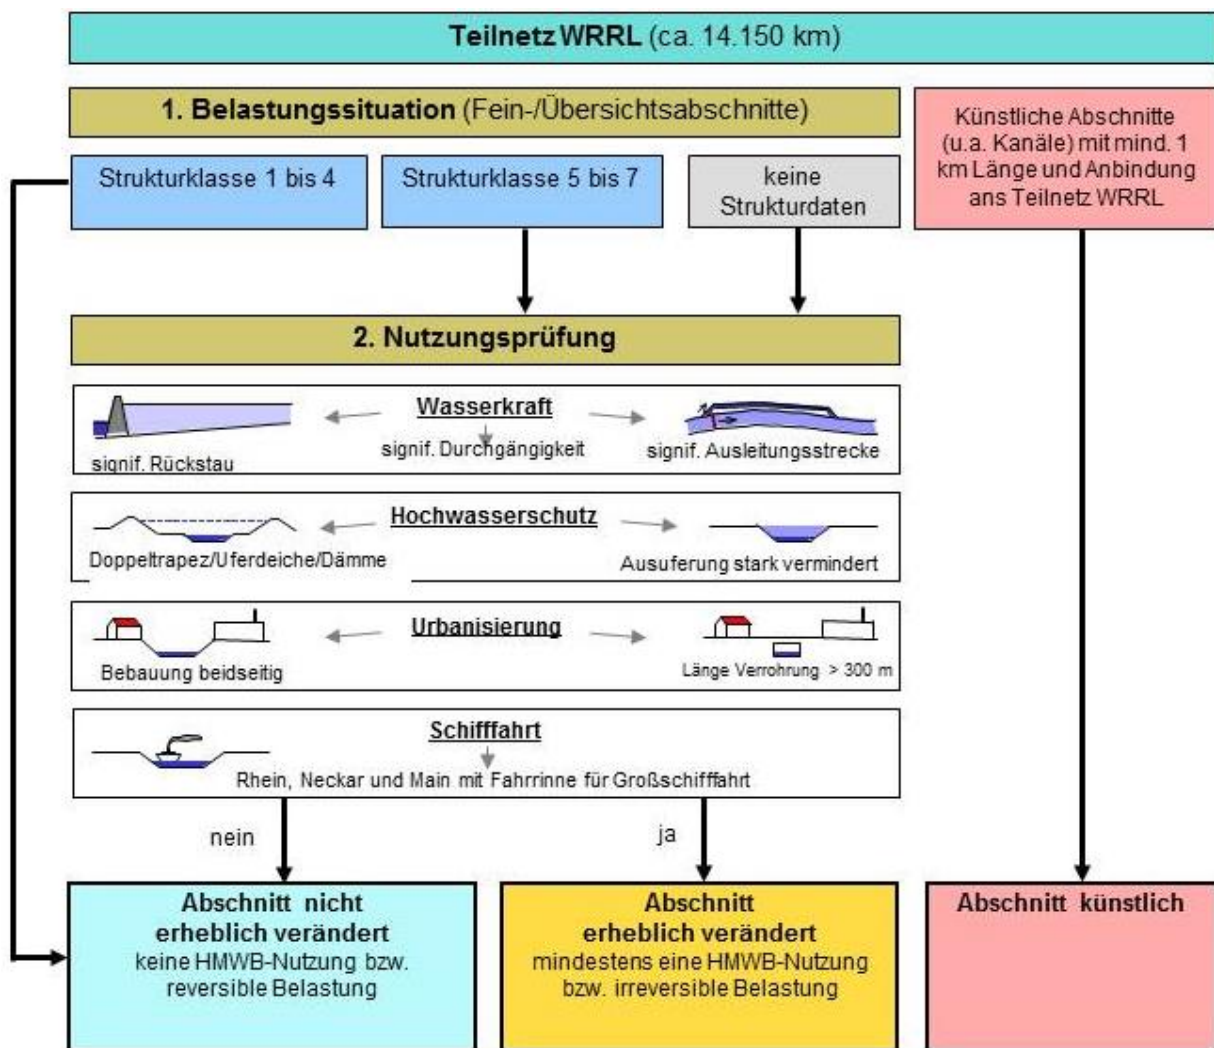 Teilnetz WRRL (ca. 14.150 km)
1. Belastungssituation (Fein-/Übersichtsabschnitte)
Künstliche Abschnitte
(u.a. Kanäle) mit mind. 1
km Länge und Anbindung
ans Teilnetz WRRL
Strukturklasse 1 bis 4
Strukturklasse 5 bis 7
keine
Strukturdaten
2. Nutzungsprüfung
Wasserkraft
signif. Rückstau
signif. Durchgängigkeit
signif. Ausleitungsstrecke
Hochwasserschutz
Doppeltrapez/Uferdeiche/Dämme
Ausuferung stark vermindert
Urbanisierung
Bebauung beidseitig
Länge Verrohrung > 300 m
Schifffahrt
Rhein, Neckar und Main mit Fahrrinne für Großschifffahrt
nein
ja
Abschnitt nicht
erheblich verändert
keine HMWB-Nutzung bzw.
reversible Belastung
Abschnitt
erheblich verändert
mindestens eine HMWB-Nutzung
bzw. irreversible Belastung
Abschnitt künstlich